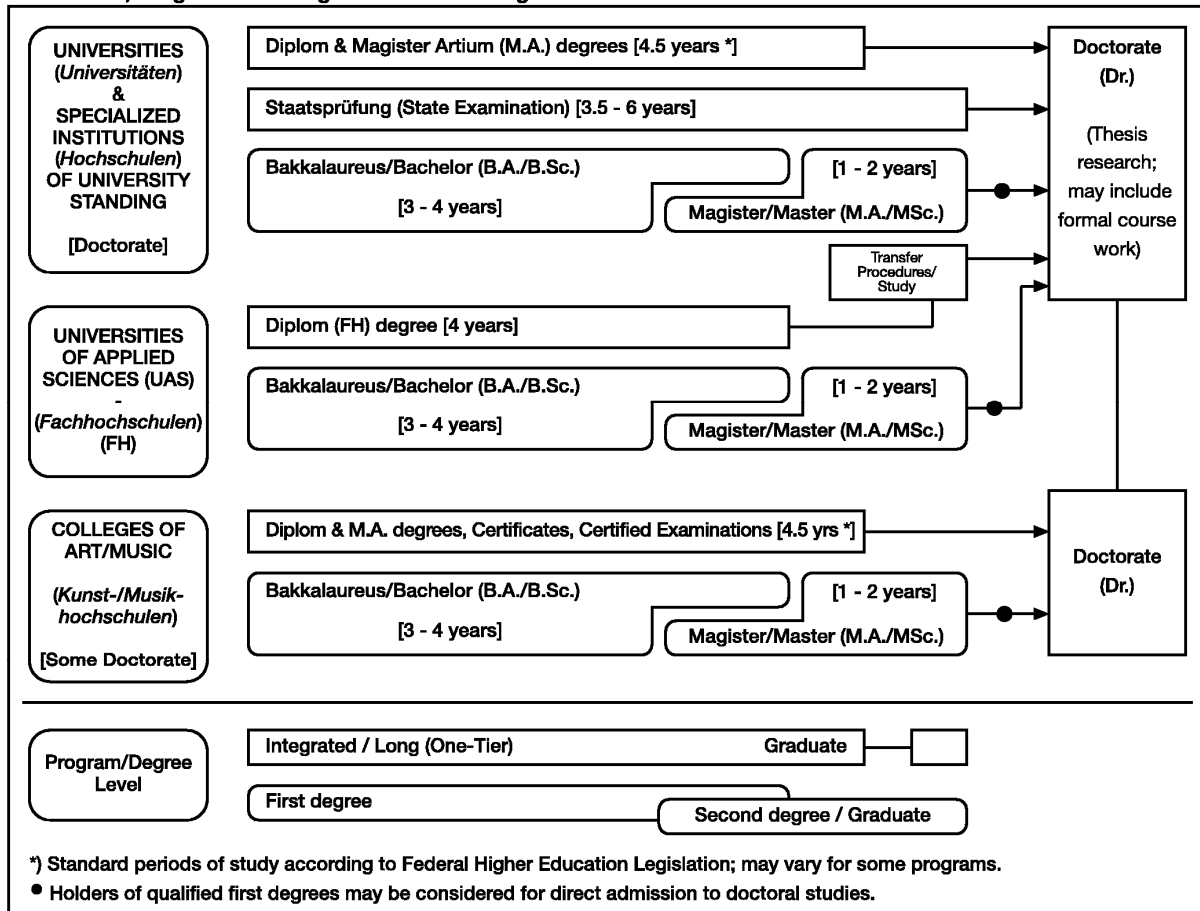 UNIVERSITIES
(Universitäten)
&
SPECIALIZED
INSTITUTIONS
(Hochschulen)
OF UNIVERSITY
STANDING
[Doctorate]
Diplom & Magister Artium (M.A.) degrees [4.5 years *]
Staatsprüfung (State Examination) [3.5 - 6 years]
Bakkalaureus/Bachelor (B.A./B.Sc.)
[3 - 4 years]
[1 - 2 years]
Magister/Master (M.A./MSc.)
Transfer
Procedures/
Study
Doctorate
(Dr.)
(Thesis
research;
may include
formal course
work)
UNIVERSITIES
OF APPLIED
SCIENCES (UAS)
-
(Fachhochschulen)
(FH)
Diplom (FH) degree [4 years]
Bakkalaureus/Bachelor (B.A./B.Sc.)
[3 - 4 years]
[1 - 2 years]
Magister/Master (M.A./MSc.)
COLLEGES OF
ART/MUSIC
(Kunst-/Musik-
hochschulen)
[Some Doctorate]
Diplom & M.A. degrees, Certificates, Certified Examinations [4.5 yrs *]
Bakkalaureus/Bachelor (B.A./B.Sc.)
[3 - 4 years]
[1 - 2 years]
Magister/Master (M.A./MSc.)
Doctorate
(Dr.)
Program/Degree
Level
Integrated / Long (One-Tier)
Graduate
First degree
Second degree / Graduate
*) Standard periods of study according to Federal Higher Education Legislation; may vary for some programs.
● Holders of qualified first degrees may be considered for direct admission to doctoral studies.